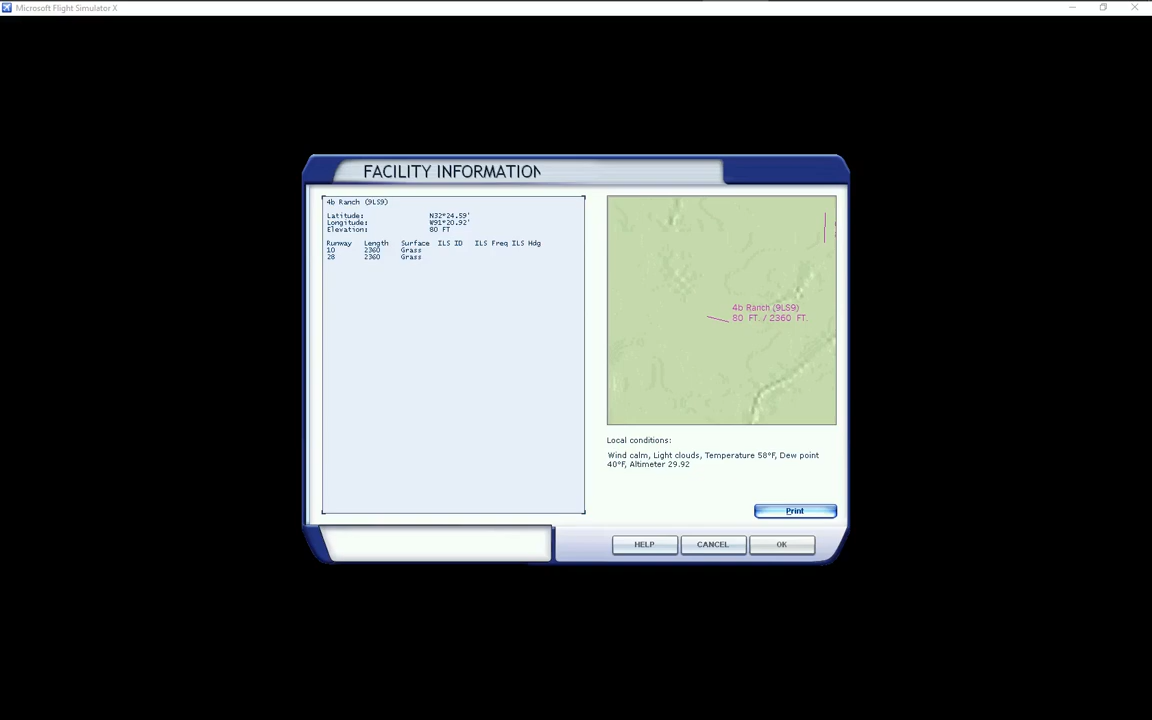 Microsoft Flight Simulator X
FACILITY INFORMATION
4b Ranch (9LS9)
Latitude: N32°24.59'
Longitude: W91°20.92'
Elevation: 80 FT
Runway Length Surface ILS ID ILS Freq ILS Hdg
10 2360 Grass
28 2360 Grass
4b Ranch (9LS9)
80 FT. / 2360 FT.
Local conditions:
Wind calm, Light clouds, Temperature 58°F, Dew point
40°F, Altimeter 29.92
Print
HELP CANCEL OK